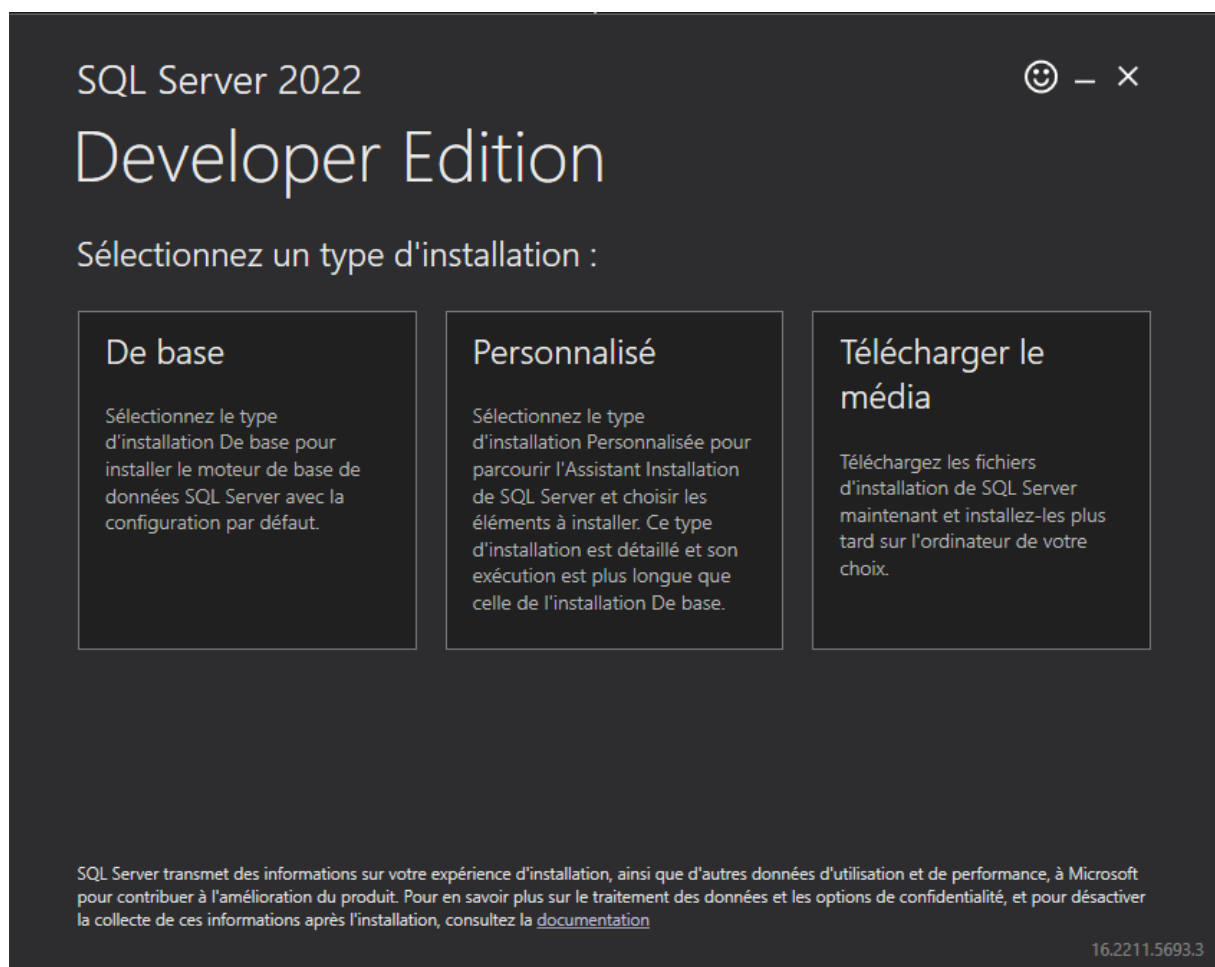 SQL Server 2022
Developer Edition
Sélectionnez un type d'installation :
De base
Sélectionnez le type
d'installation De base pour
installer le moteur de base de
données SQL Server avec la
configuration par défaut.
Personnalisé
Sélectionnez le type
d'installation Personnalisée pour
parcourir l'Assistant Installation
de SQL Server et choisir les
éléments à installer. Ce type
d'installation est détaillé et son
exécution est plus longue que
celle de l'installation De base.
Télécharger le
média
Téléchargez les fichiers
d'installation de SQL Server
maintenant et installez-les plus
tard sur l'ordinateur de votre
choix.
SQL Server transmet des informations sur votre expérience d'installation, ainsi que d'autres données d'utilisation et de performance, à Microsoft
pour contribuer à l'amélioration du produit. Pour en savoir plus sur le traitement des données et les options de confidentialité, et pour désactiver
la collecte de ces informations après l'installation, consultez la documentation
16.2211.5693.3